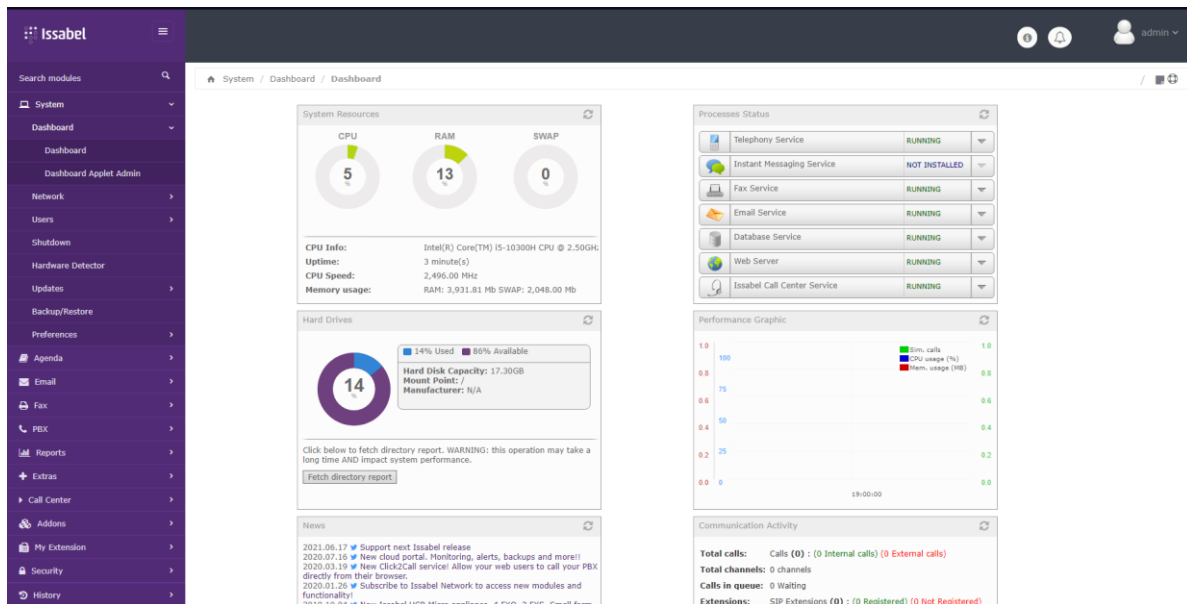 Issabel
admin
Search modules
System / Dashboard / Dashboard
/
System
Dashboard
Dashboard
Dashboard Applet Admin
Network
Users
Shutdown
Hardware Detector
Updates
Backup/Restore
Preferences
Agenda
Email
Fax
PBX
Reports
Extras
Call Center
Addons
My Extension
Security
History
System Resources
CPU RAM SWAP
5 % 13 % 0 %
CPU Info: Intel(R) Core(TM) i5-10300H CPU @ 2.50GH
Uptime: 3 minute(s)
CPU Speed: 2,496.00 MHz
Memory usage: RAM: 3,931.81 Mb SWAP: 2,048.00 Mb
Hard Drives
14% Used 86% Available
14 %
Hard Disk Capacity: 17.30GB
Mount Point: /
Manufacturer: N/A
Click below to fetch directory report. WARNING: this operation may take a
long time AND impact system performance.
Fetch directory report
News
2021.06.17 Support next Issabel release
2020.07.16 New cloud portal. Monitoring, alerts, backups and more!!
2020.03.19 New Click2Call service! Allow your web users to call your PBX
directly from their browser.
2020.01.26 Subscribe to Issabel Network to access new modules and
functionality!
Processes Status
Telephony Service RUNNING
Instant Messaging Service NOT INSTALLED
Fax Service RUNNING
Email Service RUNNING
Database Service RUNNING
Web Server RUNNING
Issabel Call Center Service RUNNING
Performance Graphic
Sim. calls
CPU usage (%)
Mem. usage (MB)
1.0 100 1.0
0.8 75 0.8
0.6 0.6
0.4 50 0.4
0.2 25 0.2
0.0 0 0.0
19:00:00
Communication Activity
Total calls: Calls (0) : (0 Internal calls) (0 External calls)
Total channels: 0 channels
Calls in queue: 0 Waiting
Extensions: SIP Extensions (0) : (0 Registered) (0 Not Registered)